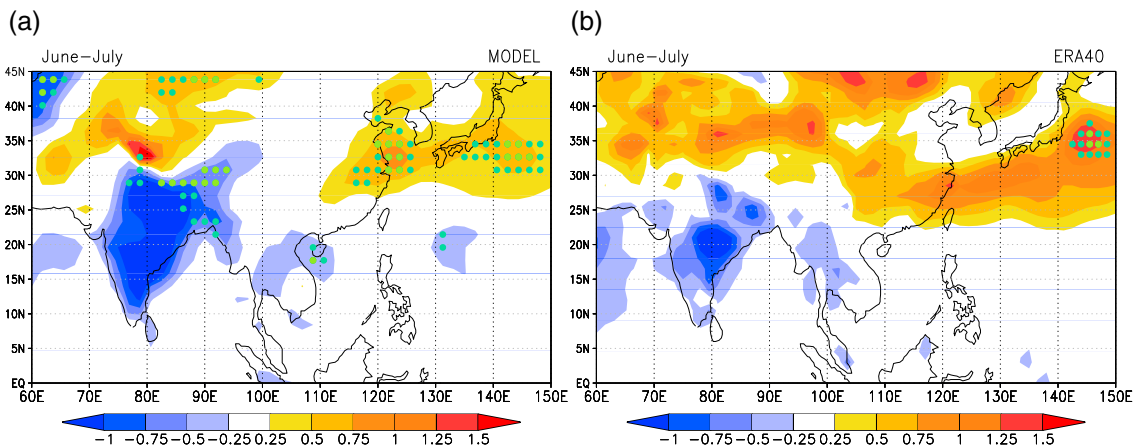 (a) (b)
June–July MODEL June–July ERA40
45N 45N
40N 40N
35N 35N
30N 30N
25N 25N
20N 20N
15N 15N
10N 10N
5N 5N
EQ EQ
60E 70E 80E 90E 100E 110E 120E 130E 140E 150E 60E 70E 80E 90E 100E 110E 120E 130E 140E 150E
−1 −0.75 −0.5 −0.25 0.25 0.5 0.75 1 1.25 1.5 −1 −0.75 −0.5 −0.25 0.25 0.5 0.75 1 1.25 1.5